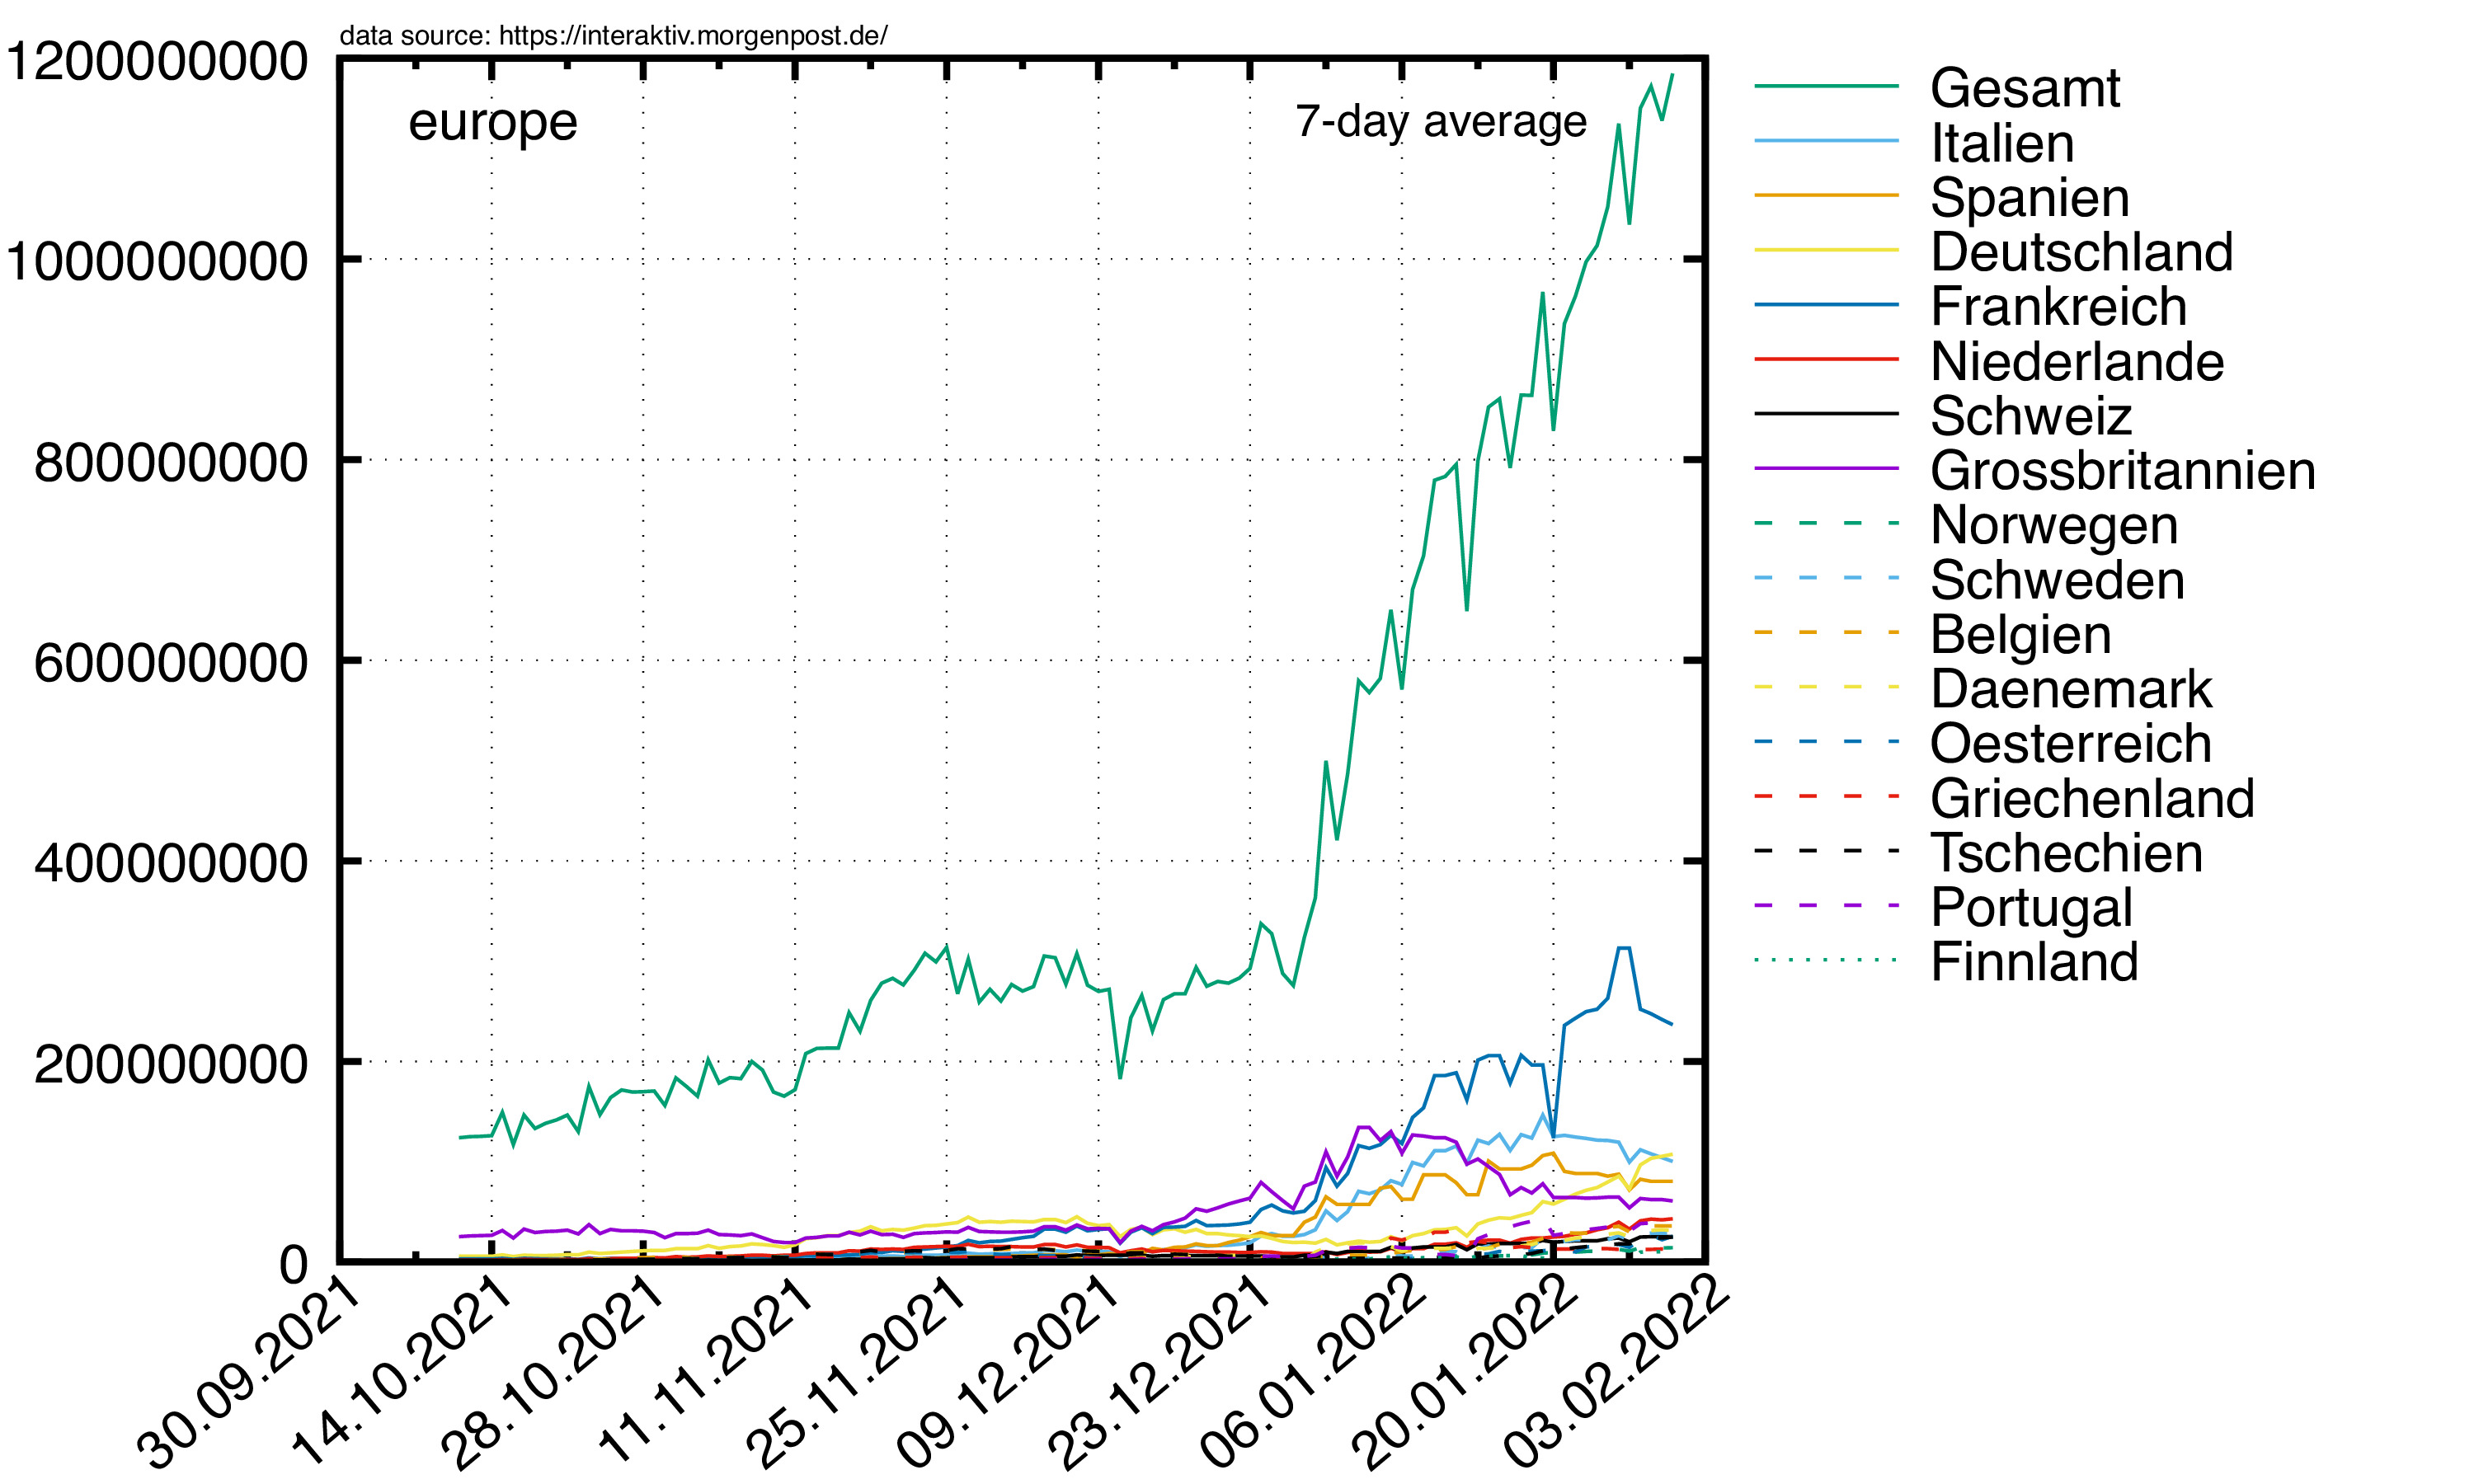 data source: https://interaktiv.morgenpost.de/
europe
7-day average
1200000000
1000000000
800000000
600000000
400000000
200000000
0
30.09.2021
14.10.2021
28.10.2021
11.11.2021
25.11.2021
09.12.2021
23.12.2021
06.01.2022
20.01.2022
03.02.2022
Gesamt
Italien
Spanien
Deutschland
Frankreich
Niederlande
Schweiz
Grossbritannien
Norwegen
Schweden
Belgien
Daenemark
Oesterreich
Griechenland
Tschechien
Portugal
Finnland